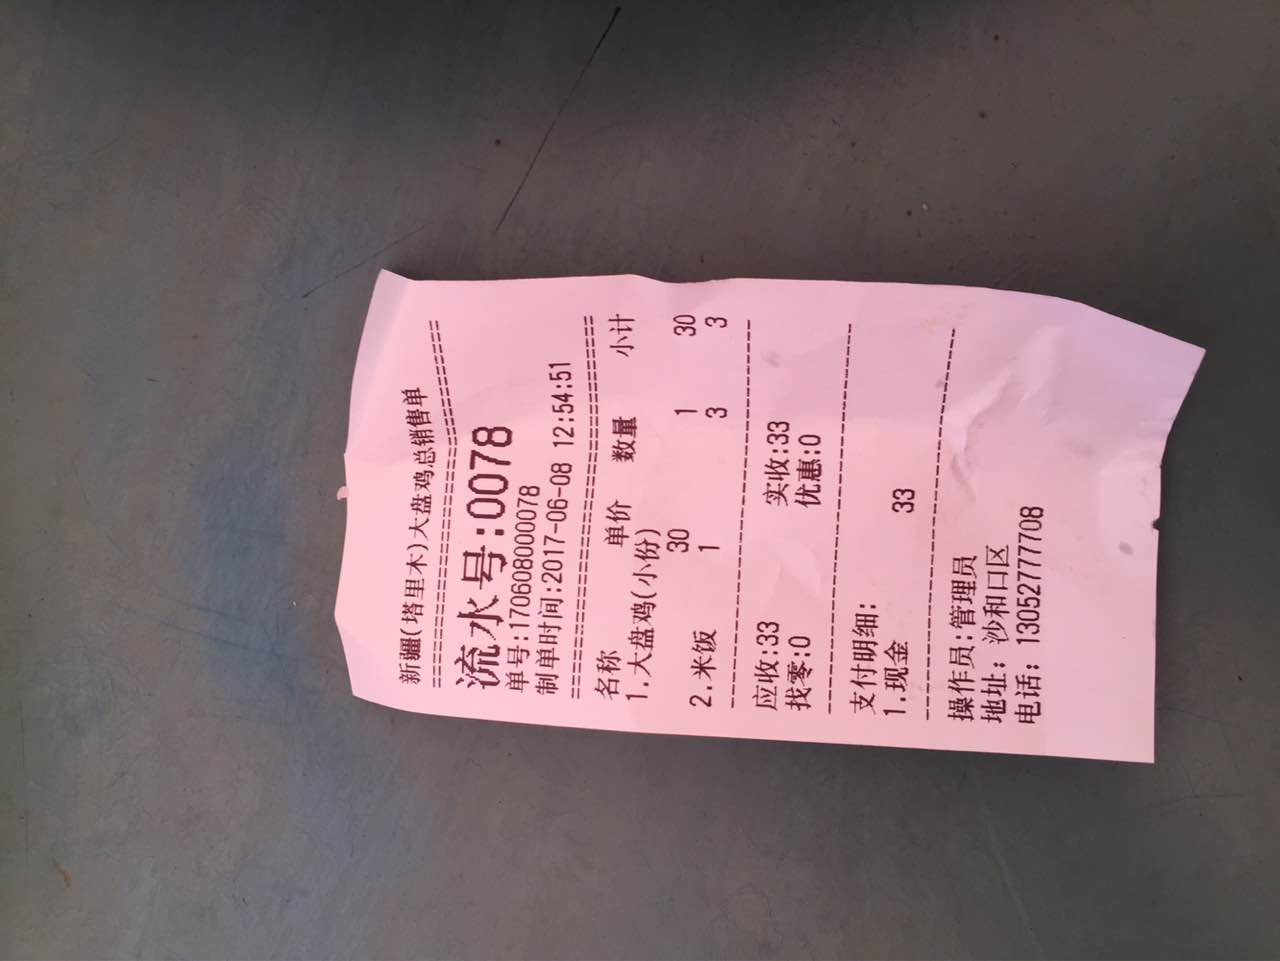 新疆(塔里木)大盘鸡总销售单
================================
流水号:0078
单号:170608000078
制单时间:2017-06-08 12:54:51
================================
名称 单价 数量 小计
1.大盘鸡(小份)
30 1 30
2.米饭 1 3 3
--------------------------------
应收:33 实收:33
找零:0 优惠:0
--------------------------------
支付明细:
1.现金 33
--------------------------------
操作员:管理员
地址: 沙和口区
电话: 13052777708